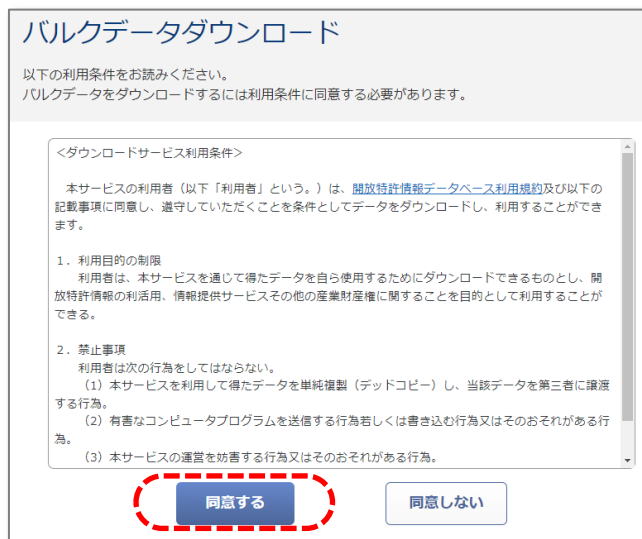 バルクデータダウンロード
以下の利用条件をお読みください。
バルクデータをダウンロードするには利用条件に同意する必要があります。
＜ダウンロードサービス利用条件＞
　本サービスの利用者（以下「利用者」という。）は、開放特許情報データベース利用規約及び以下の
記載事項に同意し、遵守していただくことを条件としてデータをダウンロードし、利用することができ
ます。
１．利用目的の制限
　　利用者は、本サービスを通じて得たデータを自ら使用するためにダウンロードできるものとし、開
放特許情報の利活用、情報提供サービスその他の産業財産権に関することを目的として利用することが
できる。
２．禁止事項
　　利用者は次の行為をしてはならない。
　　（1）本サービスを利用して得たデータを単純複製（デッドコピー）し、当該データを第三者に譲渡
する行為。
　　（2）有害なコンピュータプログラムを送信する行為若しくは書き込む行為又はそのおそれがある行
為。
　　（3）本サービスの運営を妨害する行為又はそのおそれがある行為。
同意する
同意しない